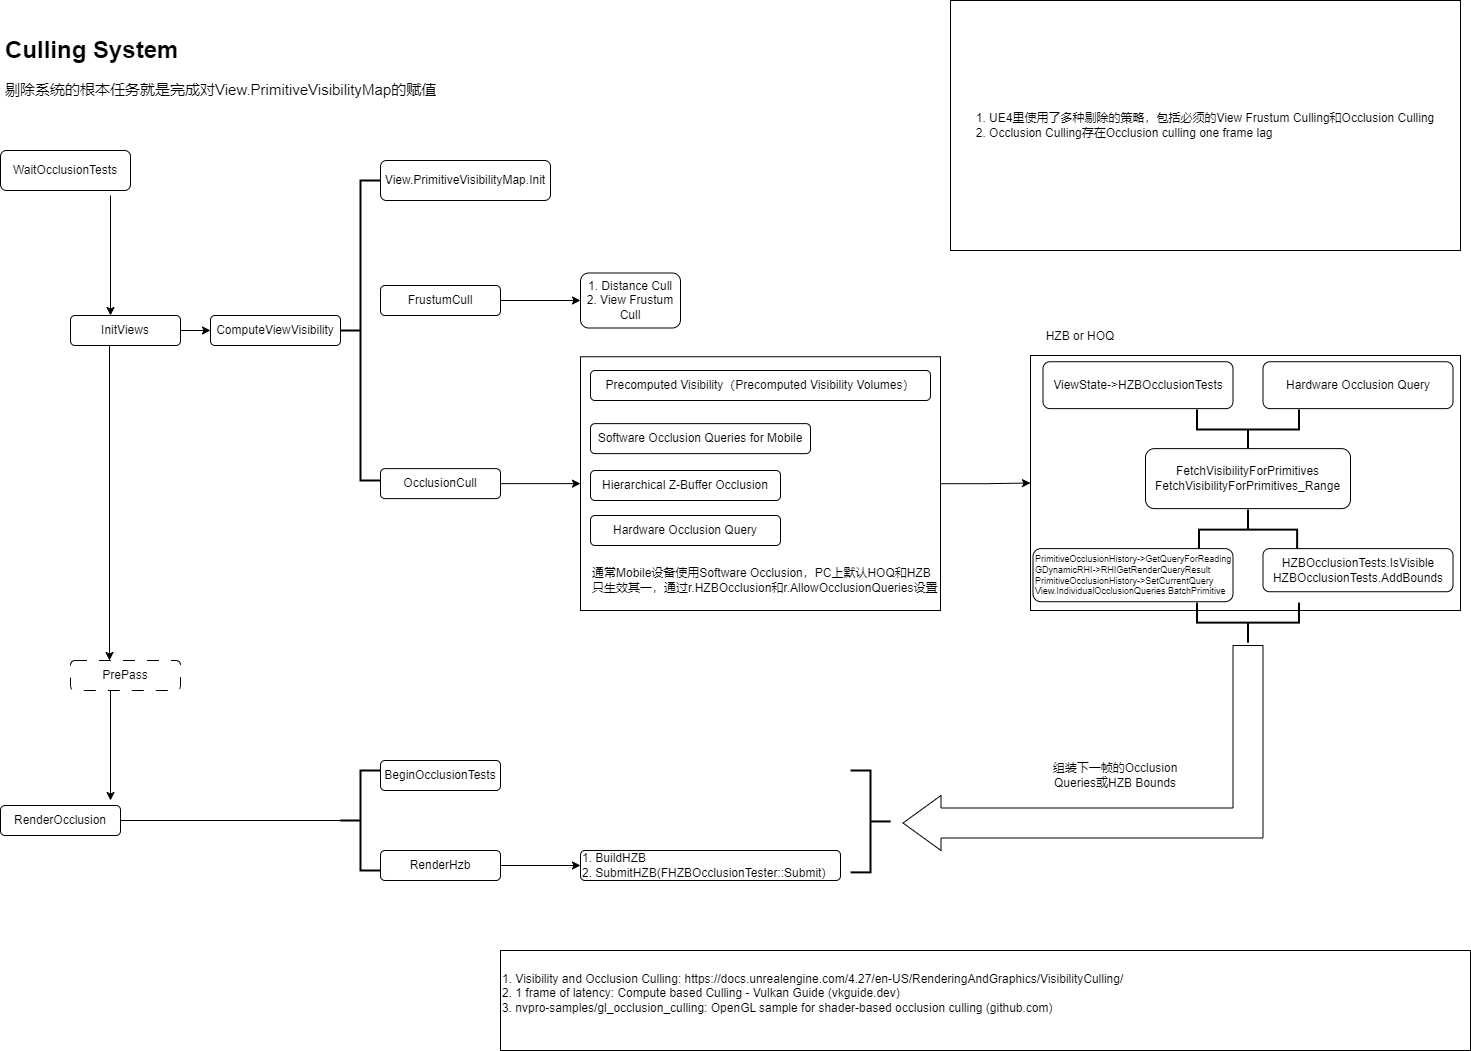 Culling System
剔除系统的根本任务就是完成对View.PrimitiveVisibilityMap的赋值
1. UE4里使用了多种剔除的策略，包括必须的View Frustum Culling和Occlusion Culling
2. Occlusion Culling存在Occlusion culling one frame lag
WaitOcclusionTests
View.PrimitiveVisibilityMap.Init
InitViews
ComputeViewVisibility
FrustumCull
1. Distance Cull
2. View Frustum
Cull
OcclusionCull
Precomputed Visibility（Precomputed Visibility Volumes）
Software Occlusion Queries for Mobile
Hierarchical Z-Buffer Occlusion
Hardware Occlusion Query
通常Mobile设备使用Software Occlusion，PC上默认HOQ和HZB
只生效其一，通过r.HZBOcclusion和r.AllowOcclusionQueries设置
HZB or HOQ
ViewState->HZBOcclusionTests
Hardware Occlusion Query
FetchVisibilityForPrimitives
FetchVisibilityForPrimitives_Range
PrimitiveOcclusionHistory->GetQueryForReading
GDynamicRHI->RHIGetRenderQueryResult
PrimitiveOcclusionHistory->SetCurrentQuery
View.IndividualOcclusionQueries.BatchPrimitive
HZBOcclusionTests.IsVisible
HZBOcclusionTests.AddBounds
PrePass
组装下一帧的Occlusion
Queries或HZB Bounds
RenderOcclusion
BeginOcclusionTests
RenderHzb
1. BuildHZB
2. SubmitHZB(FHZBOcclusionTester::Submit)
1. Visibility and Occlusion Culling: https://docs.unrealengine.com/4.27/en-US/RenderingAndGraphics/VisibilityCulling/
2. 1 frame of latency: Compute based Culling - Vulkan Guide (vkguide.dev)
3. nvpro-samples/gl_occlusion_culling: OpenGL sample for shader-based occlusion culling (github.com)